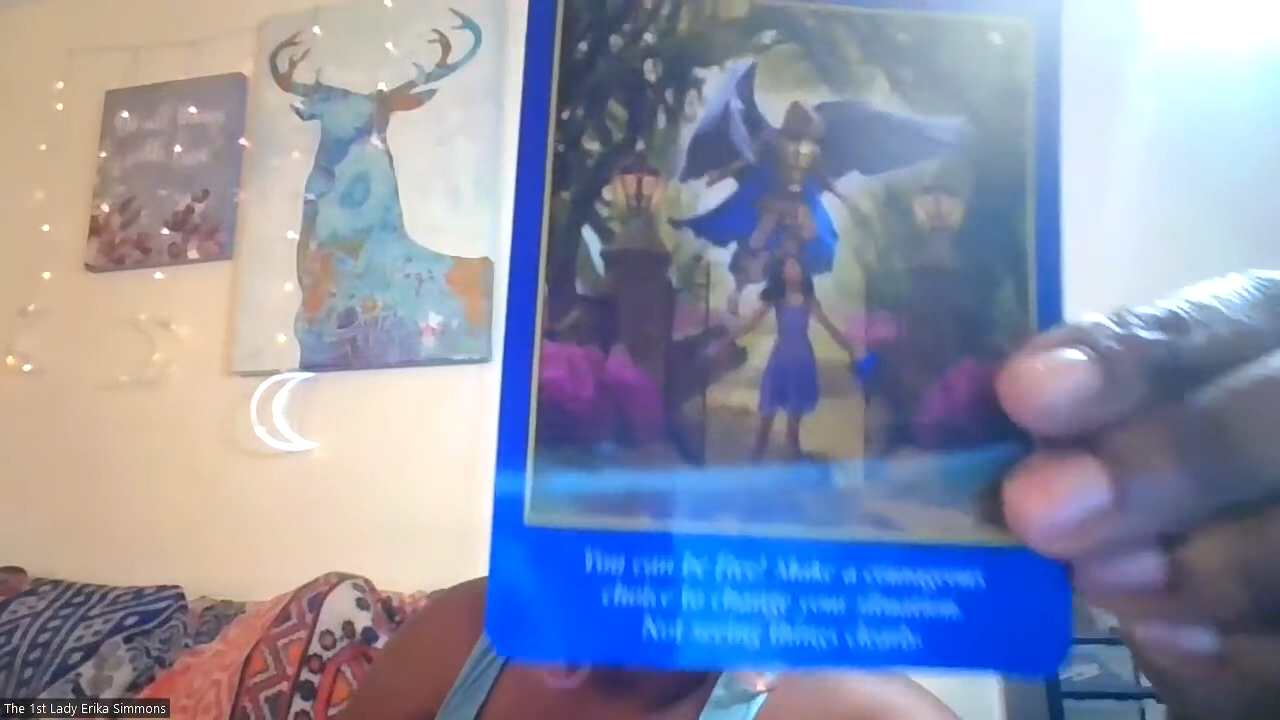 You can be free! Make a courageous
choice to change your situation.
Not seeing things clearly.
The 1st Lady Erika Simmons